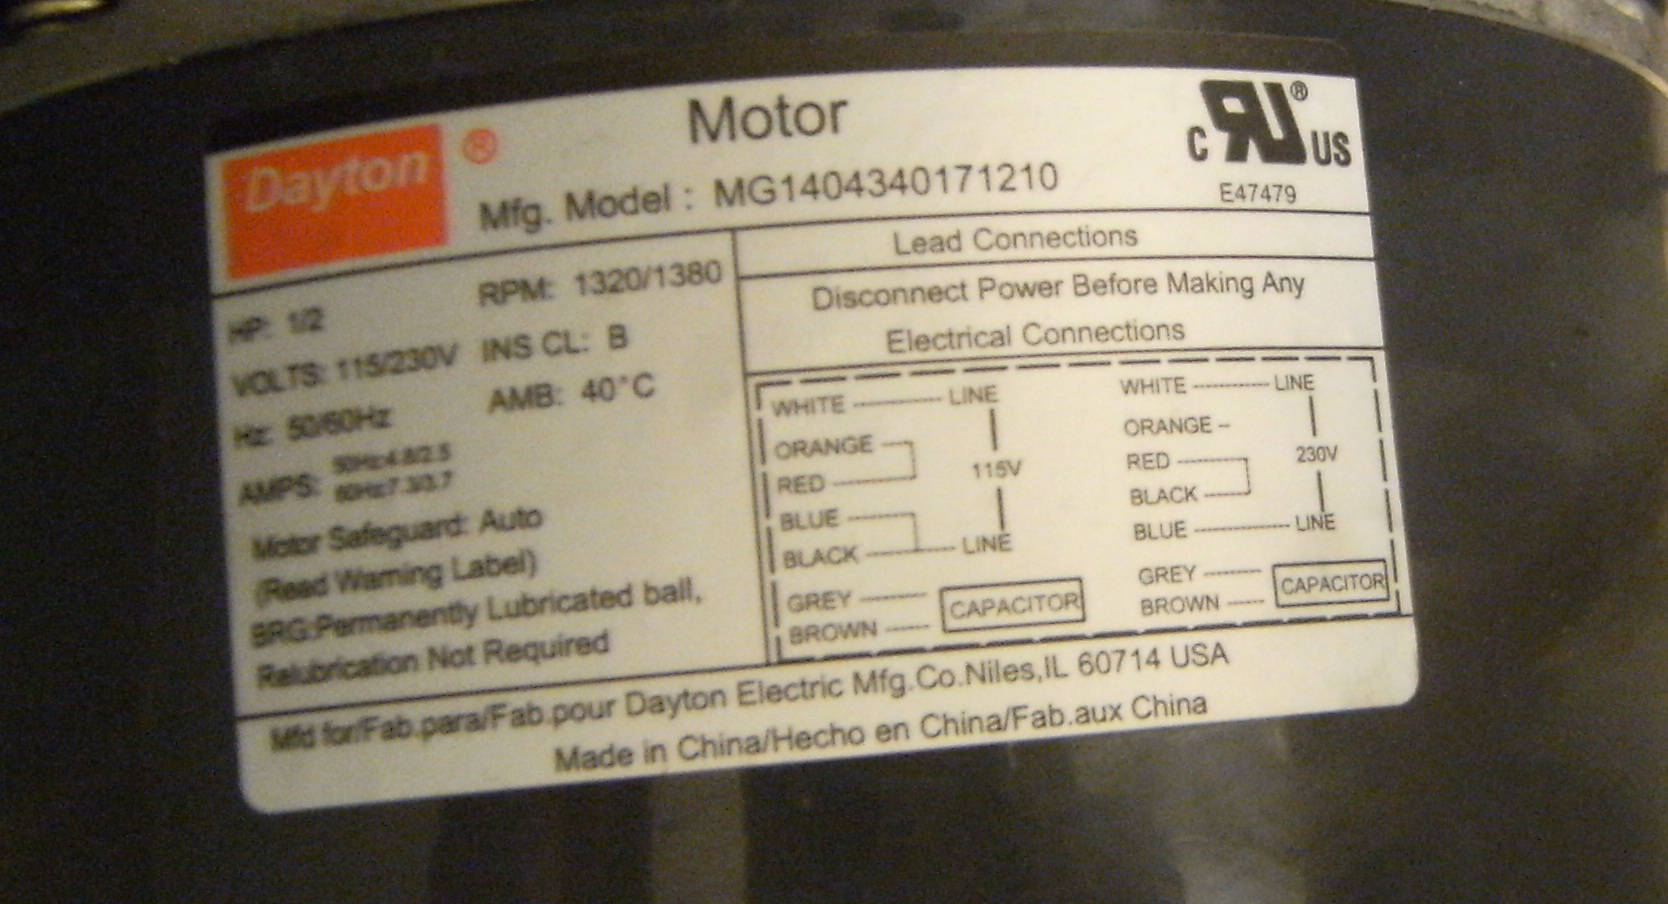 Dayton ®
Motor
Mfg. Model : MG1404340171210
C RU ® US
E47479
HP: 1/2
RPM: 1320/1380
VOLTS: 115/230V
INS CL: B
Hz: 50/60Hz
AMB: 40°C
AMPS: 50Hz:4.8/2.5
60Hz:7.3/3.7
Motor Safeguard: Auto
(Read Warning Label)
BRG:Permanently Lubricated ball,
Relubrication Not Required
Lead Connections
Disconnect Power Before Making Any
Electrical Connections
WHITE LINE
ORANGE
RED
115V
BLUE
BLACK LINE
GREY
BROWN
CAPACITOR
WHITE LINE
ORANGE
RED
230V
BLACK
BLUE LINE
GREY
BROWN
CAPACITOR
Mfd for/Fab.para/Fab.pour Dayton Electric Mfg.Co.Niles,IL 60714 USA
Made in China/Hecho en China/Fab.aux China